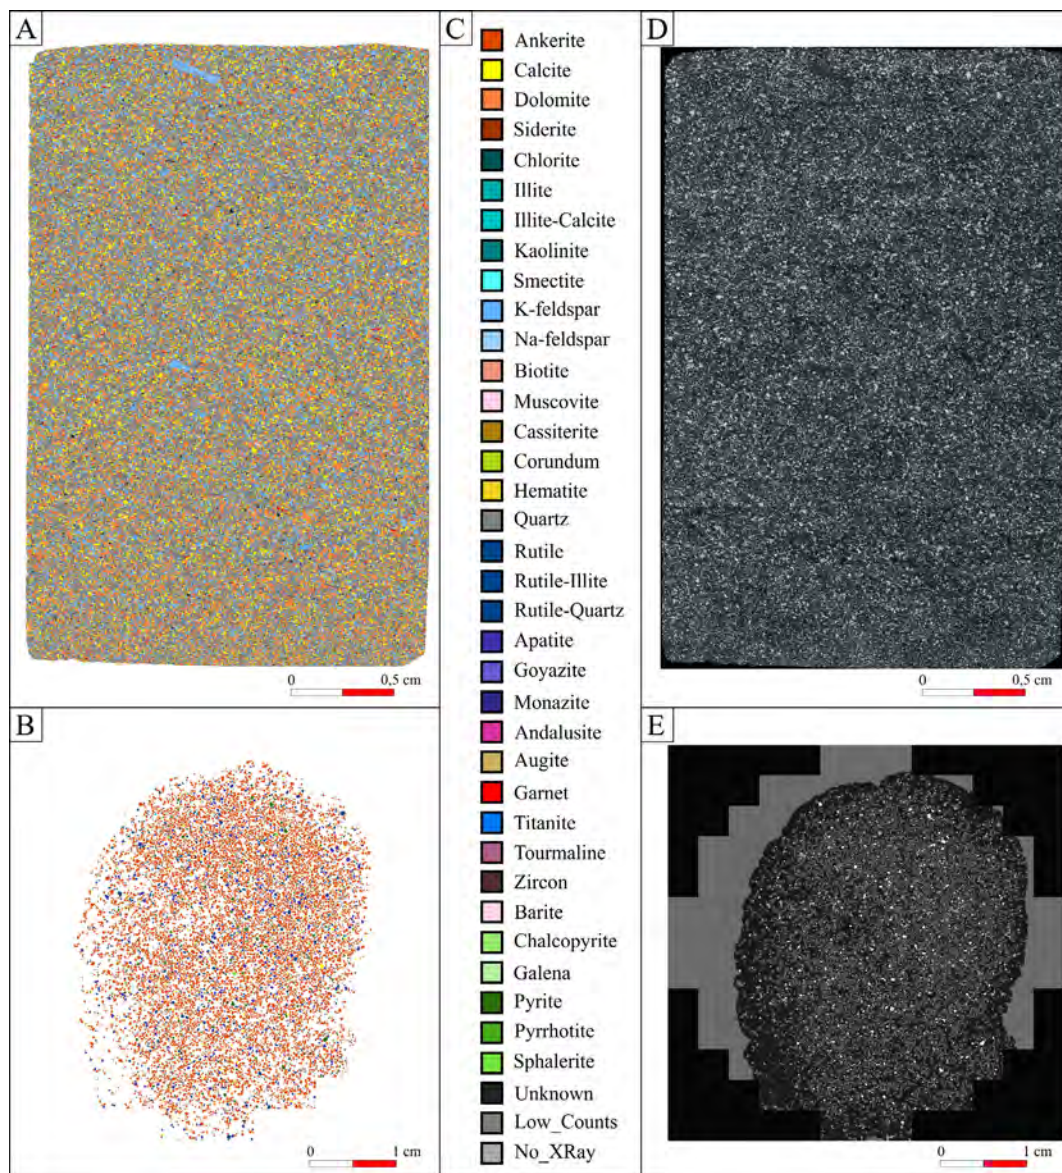 A
C
D
Ankerite
Calcite
Dolomite
Siderite
Chlorite
Illite
Illite-Calcite
Kaolinite
Smectite
K-feldspar
Na-feldspar
Biotite
Muscovite
Cassiterite
Corundum
Hematite
Quartz
Rutile
Rutile-Illite
Rutile-Quartz
Apatite
Goyazite
Monazite
Andalusite
Augite
Garnet
Titanite
Tourmaline
Zircon
Barite
Chalcopyrite
Galena
Pyrite
Pyrrhotite
Sphalerite
Unknown
Low_Counts
No_XRay
0 0,5 cm
0 0,5 cm
B
E
0 1 cm
0 1 cm